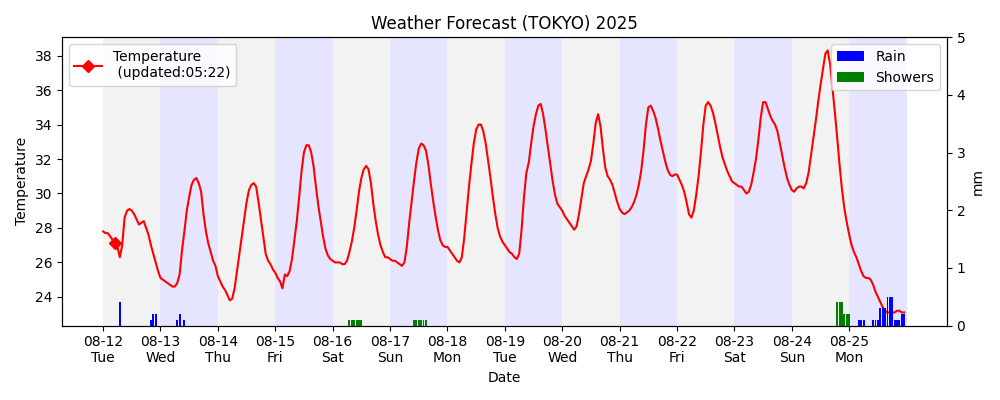 Weather Forecast (TOKYO) 2025
Temperature
(updated:05:22)
Rain
Showers
38
36
34
32
30
28
26
24
Temperature
5
4
3
2
1
0
mm
08-12 08-13 08-14 08-15 08-16 08-17 08-18 08-19 08-20 08-21 08-22 08-23 08-24 08-25
Tue Wed Thu Fri Sat Sun Mon Tue Wed Thu Fri Sat Sun Mon
Date